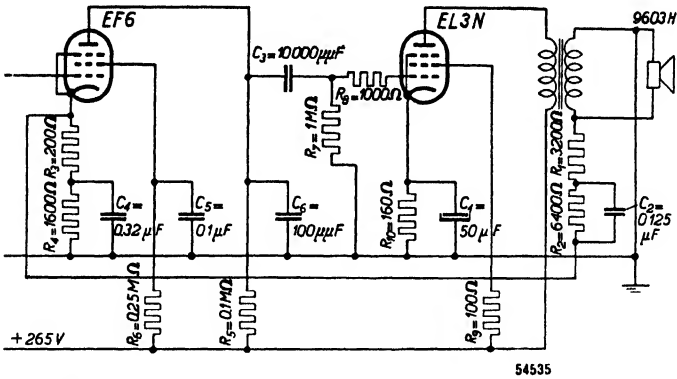 EF6
EL3N
9603H
C3=10000μμF
R8=1000Ω
R7=1MΩ
R3=200Ω
R4=1600Ω
C4=
0.32μF
C5=
0.1μF
C6=
100μμF
R10=160Ω
C1=
50μF
R1=3200Ω
R2=6400Ω
C2=
0.125
μF
R6=0.25MΩ
R5=0.1MΩ
R9=100Ω
+265V
54535